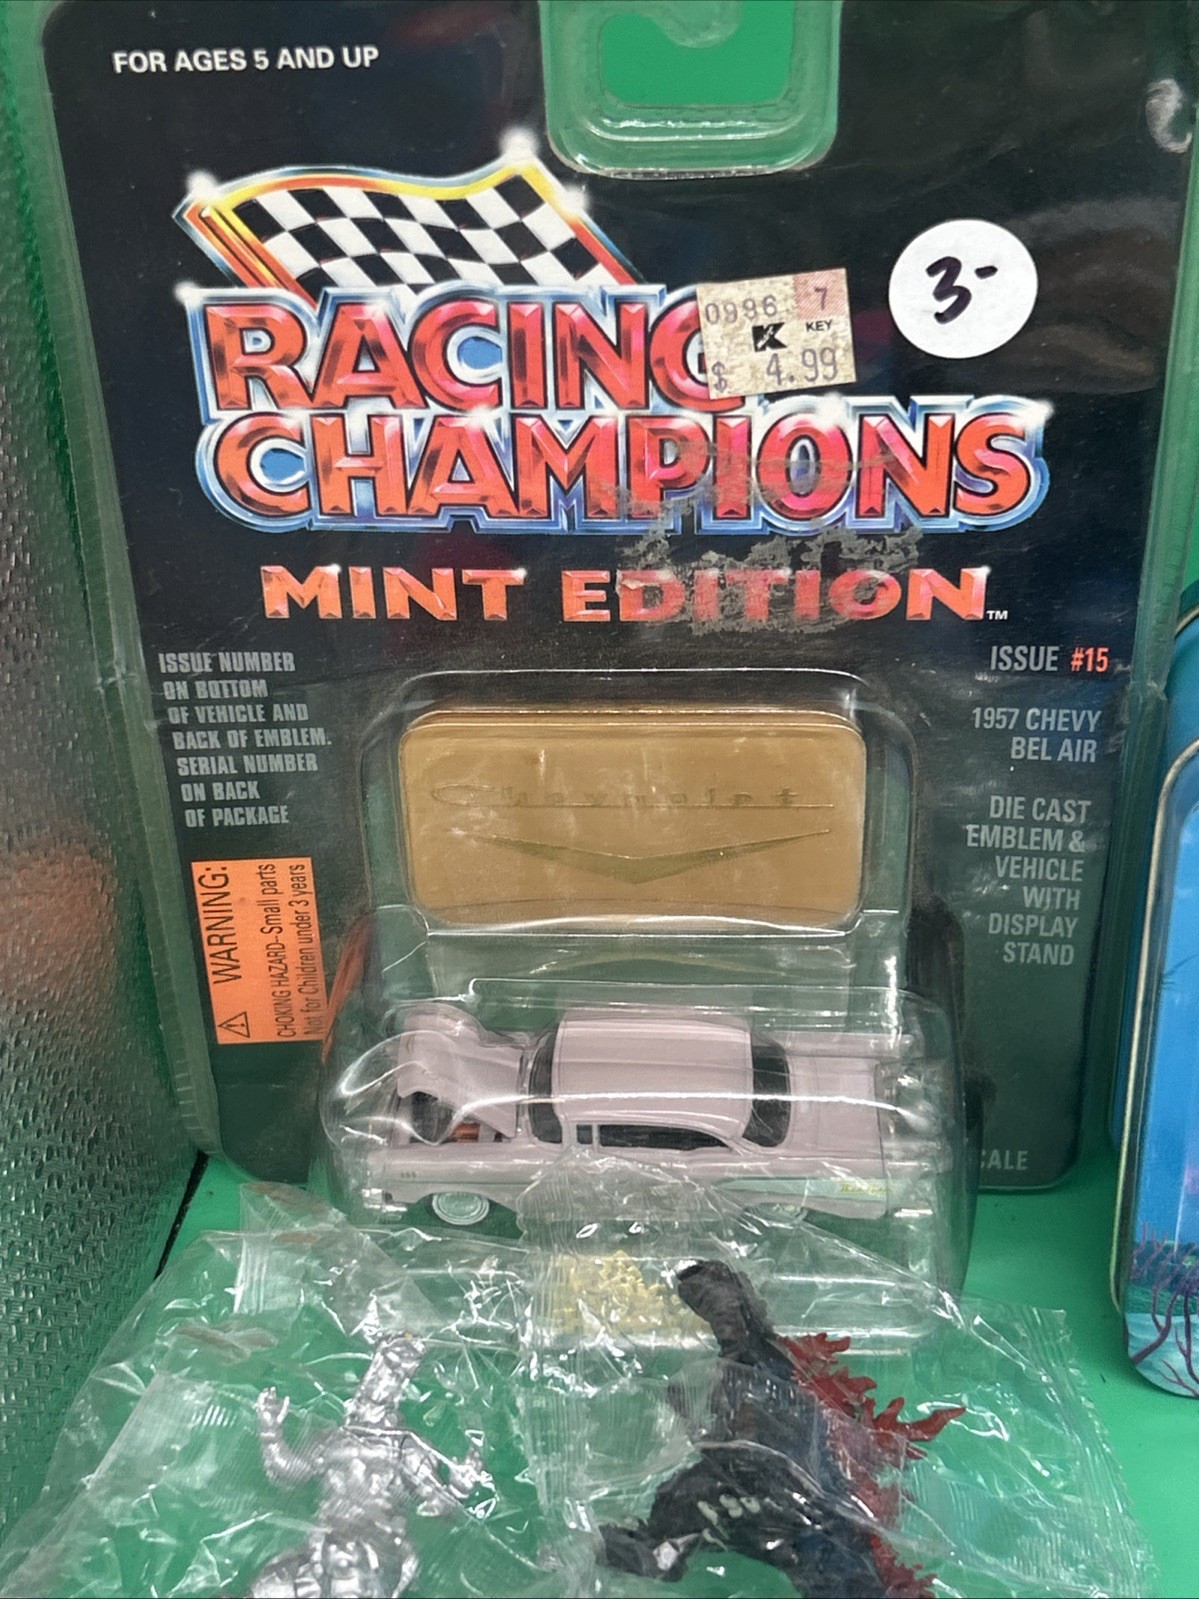 FOR AGES 5 AND UP
3-
0996 7
K KEY
$ 4.99
RACING
CHAMPIONS
MINT EDITION™
ISSUE NUMBER
ON BOTTOM
OF VEHICLE AND
BACK OF EMBLEM.
SERIAL NUMBER
ON BACK
OF PACKAGE
ISSUE #15
1957 CHEVY
BEL AIR
DIE CAST
EMBLEM &
VEHICLE
WITH
DISPLAY
STAND
Chevrolet
⚠ WARNING:
CHOKING HAZARD--Small parts
Not for Children under 3 years
CALE